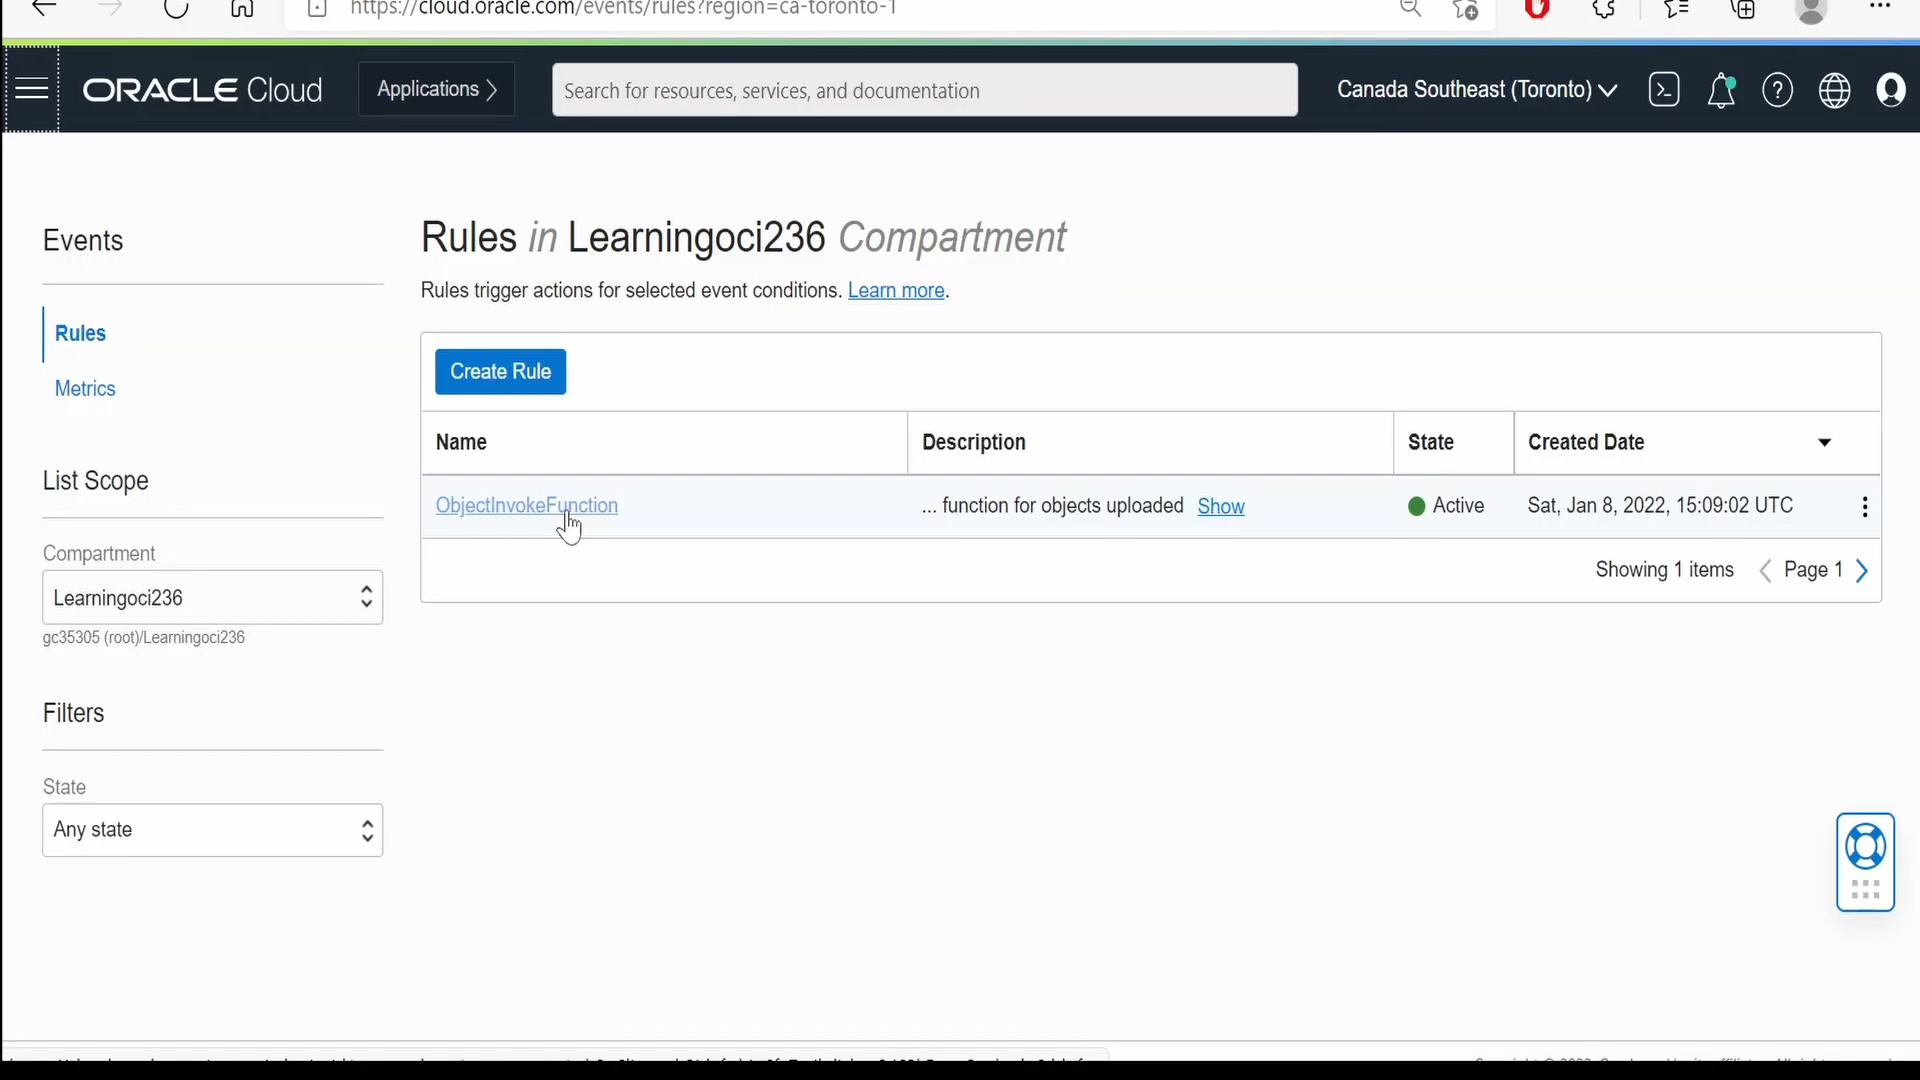 https://cloud.oracle.com/events/rules?region=ca-toronto-1
ORACLE Cloud
Applications
Search for resources, services, and documentation
Canada Southeast (Toronto)
Events
Rules
Metrics
List Scope
Compartment
Learningoci236
gc35305 (root)/Learningoci236
Filters
State
Any state
Rules in Learningoci236 Compartment
Rules trigger actions for selected event conditions. Learn more.
Create Rule
Name Description State Created Date
ObjectInvokeFunction ... function for objects uploaded Show Active Sat, Jan 8, 2022, 15:09:02 UTC
Showing 1 items Page 1